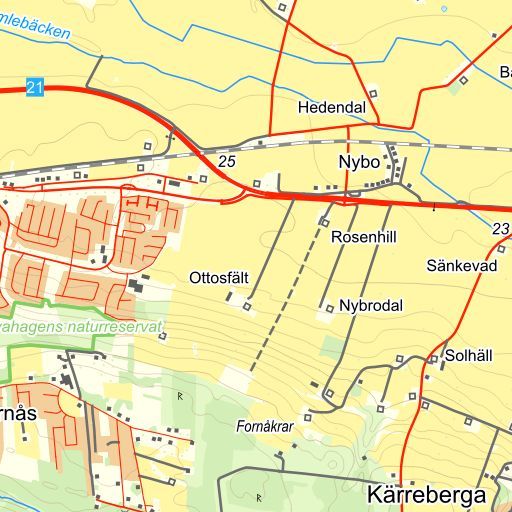 mlebäcken
Ba
21
Hedendal
25
Nybo
23
Rosenhill
Sänkevad
Ottosfält
Nybrodal
vahagens naturreservat
Solhäll
R
rnås
Fornåkrar
Kärreberga
R